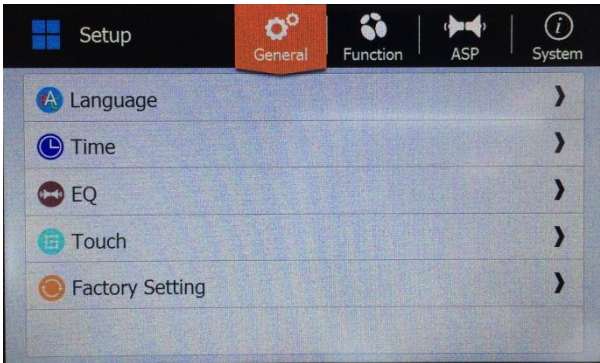 Setup
General
Function
ASP
System
Language
Time
EQ
Touch
Factory Setting